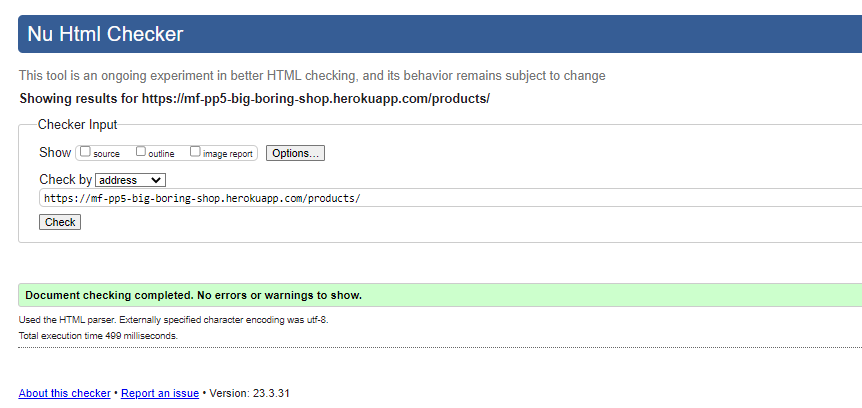 Nu Html Checker
This tool is an ongoing experiment in better HTML checking, and its behavior remains subject to change
Showing results for https://mf-pp5-big-boring-shop.herokuapp.com/products/
Checker Input
Show source outline image report Options...
Check by address
https://mf-pp5-big-boring-shop.herokuapp.com/products/
Check
Document checking completed. No errors or warnings to show.
Used the HTML parser. Externally specified character encoding was utf-8.
Total execution time 499 milliseconds.
About this checker • Report an issue • Version: 23.3.31